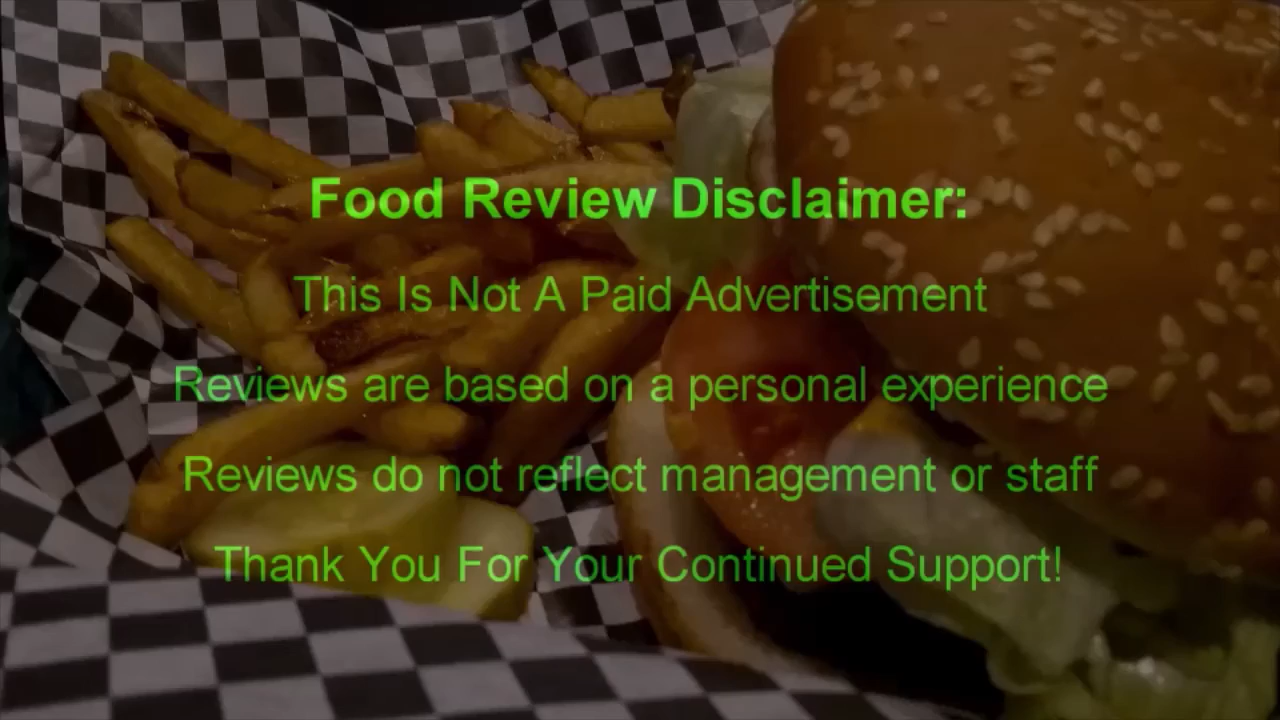 Food Review Disclaimer:
This Is Not A Paid Advertisement
Reviews are based on a personal experience
Reviews do not reflect management or staff
Thank You For Your Continued Support!